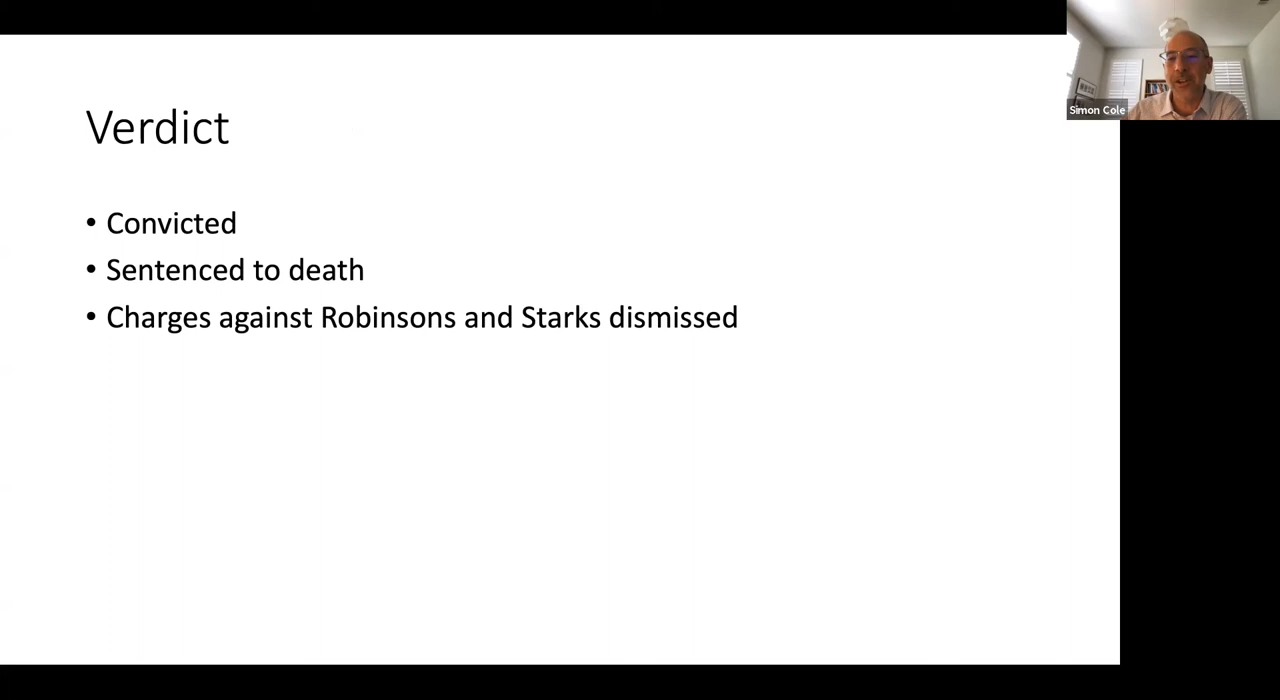 Simon Cole
Verdict
• Convicted
• Sentenced to death
• Charges against Robinsons and Starks dismissed